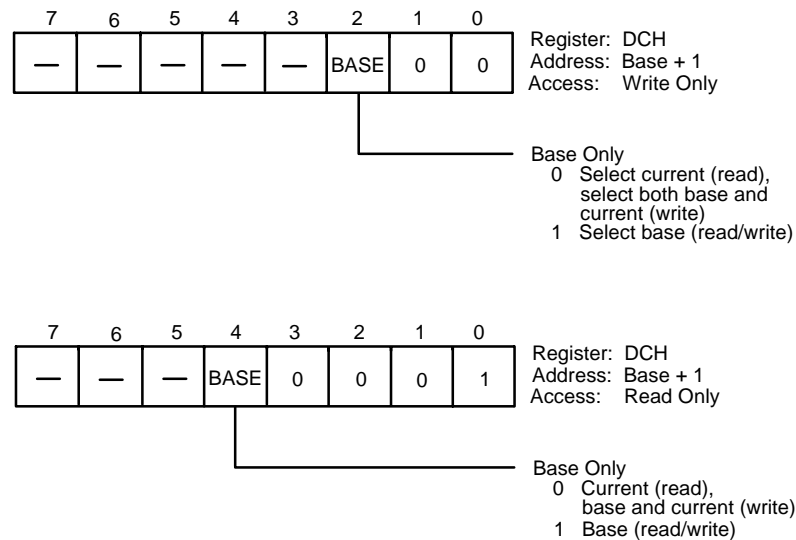 7 6 5 4 3 2 1 0
— — — — — BASE 0 0
Register: DCH
Address: Base + 1
Access: Write Only
Base Only
0 Select current (read),
select both base and
current (write)
1 Select base (read/write)
7 6 5 4 3 2 1 0
— — — BASE 0 0 0 1
Register: DCH
Address: Base + 1
Access: Read Only
Base Only
0 Current (read),
base and current (write)
1 Base (read/write)